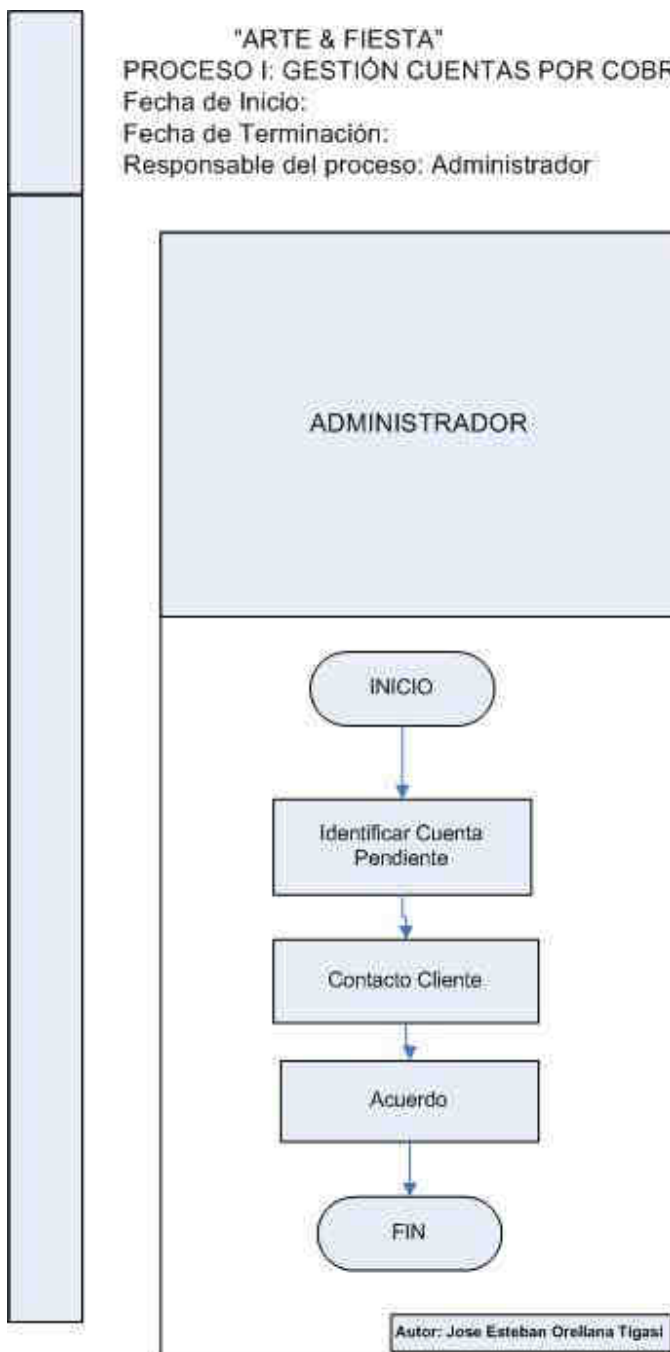 "ARTE & FIESTA"
PROCESO I: GESTIÓN CUENTAS POR COBR
Fecha de Inicio:
Fecha de Terminación:
Responsable del proceso: Administrador
ADMINISTRADOR
INICIO
Identificar Cuenta
Pendiente
Contacto Cliente
Acuerdo
FIN
Autor: Jose Esteban Orellana Tigasi